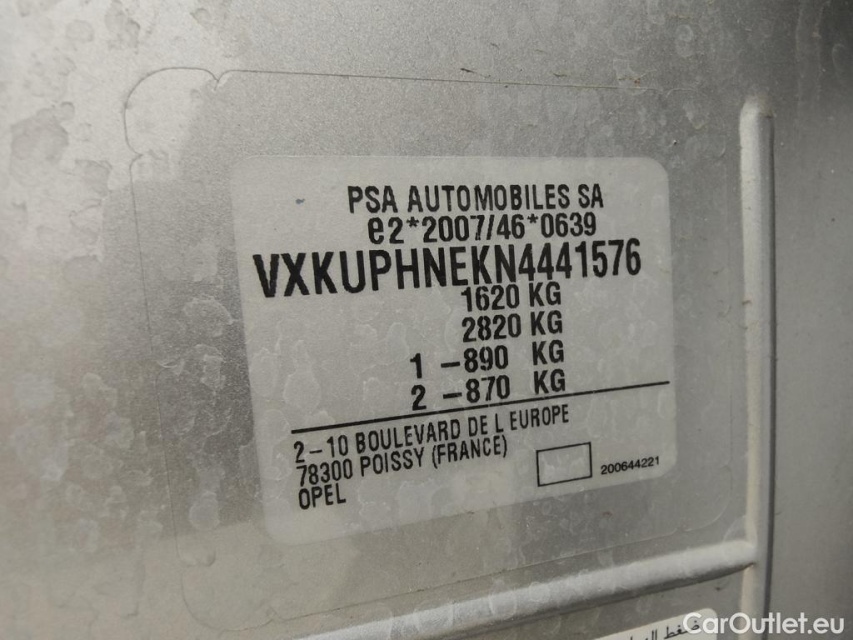 PSA AUTOMOBILES SA
e2*2007/46*0639
VXKUPHNEKN4441576
1620 KG
2820 KG
1 -890 KG
2 -870 KG
2-10 BOULEVARD DE L EUROPE
78300 POISSY (FRANCE)
OPEL
200644221
CarOutlet.eu